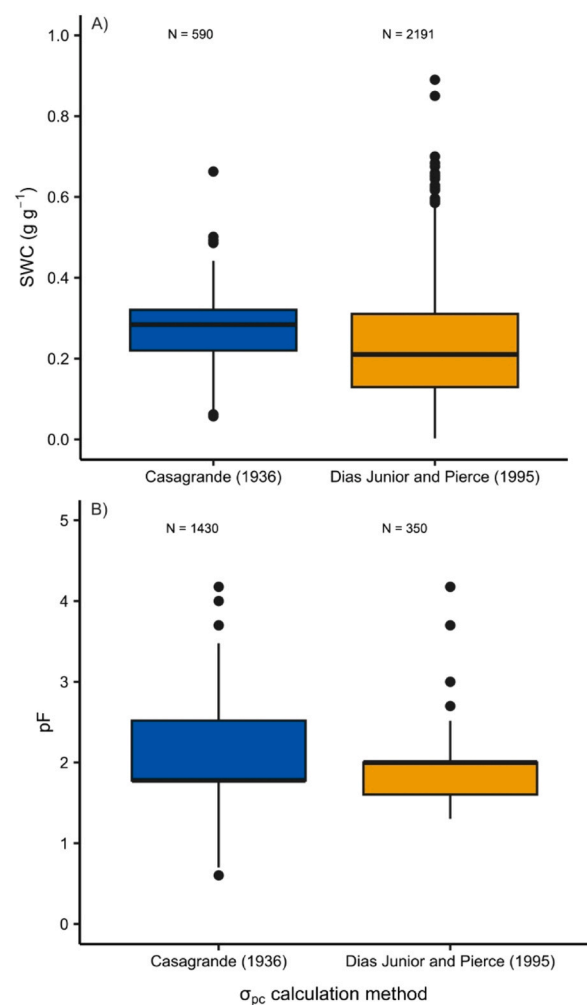 A)
N = 590 N = 2191
1.0
0.8
0.6
0.4
0.2
0.0
SWC (g g⁻¹)
Casagrande (1936) Dias Junior and Pierce (1995)
B)
N = 1430 N = 350
5
4
3
2
1
0
pF
Casagrande (1936) Dias Junior and Pierce (1995)
σpc calculation method